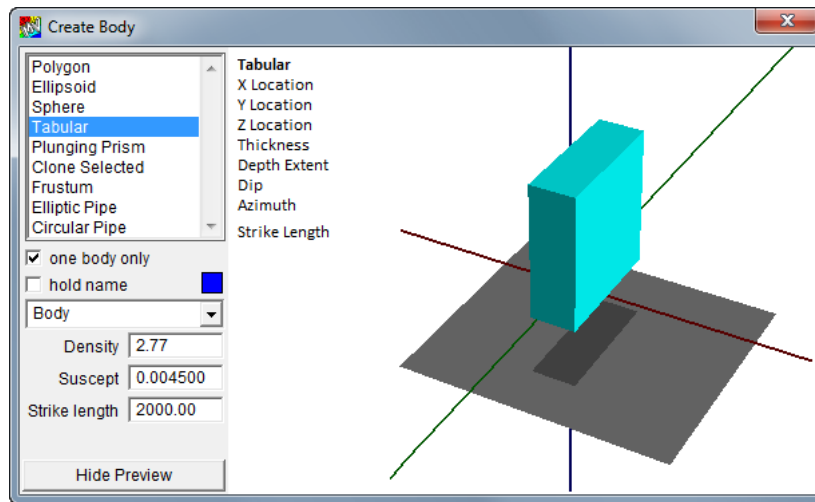 Create Body
Polygon
Ellipsoid
Sphere
Tabular
Plunging Prism
Clone Selected
Frustum
Elliptic Pipe
Circular Pipe
one body only
hold name
Body
Density 2.77
Suscept 0.004500
Strike length 2000.00
Hide Preview
Tabular
X Location
Y Location
Z Location
Thickness
Depth Extent
Dip
Azimuth
Strike Length